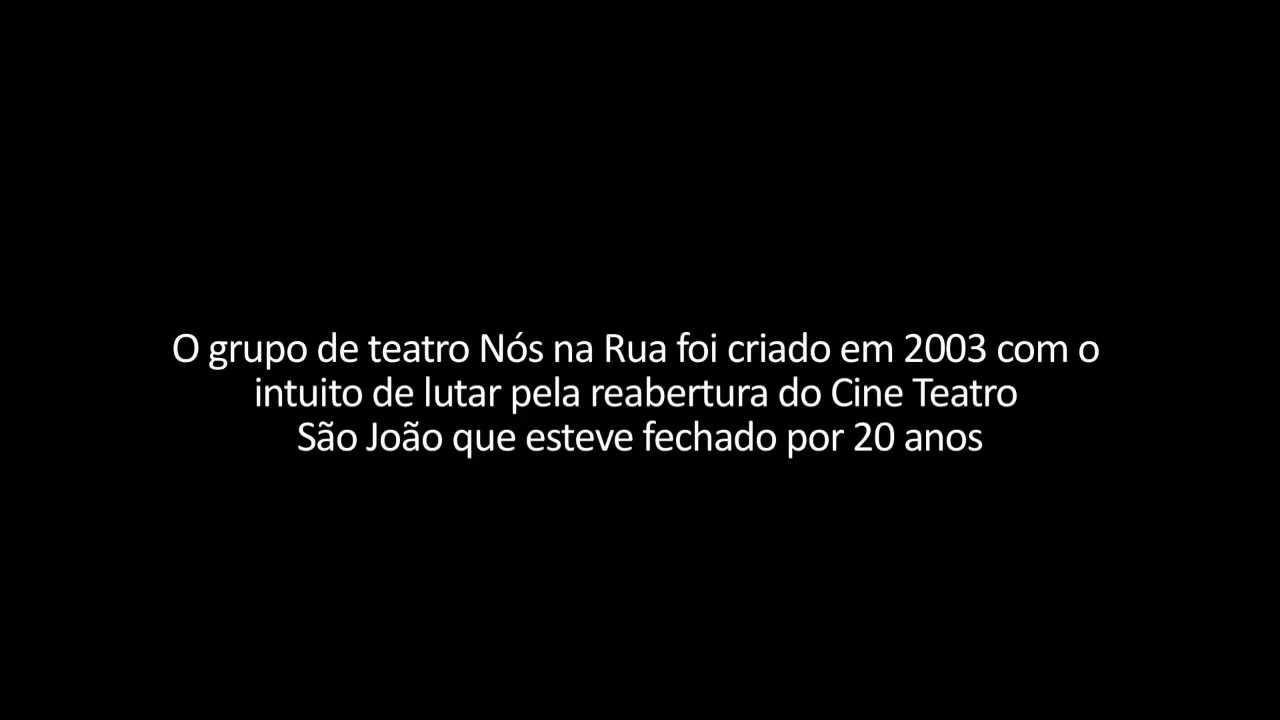 O grupo de teatro Nós na Rua foi criado em 2003 com o
intuito de lutar pela reabertura do Cine Teatro
São João que esteve fechado por 20 anos